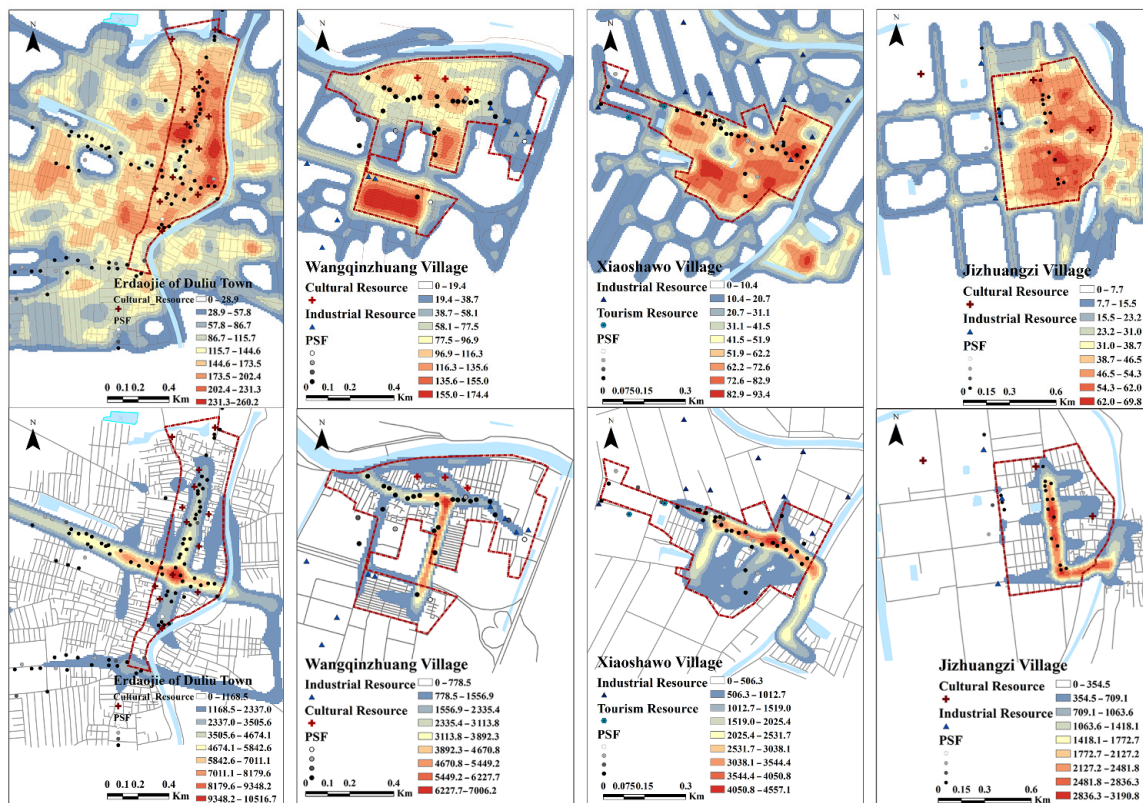 N
Erdaojie of Duliu Town
Cultural_Resource
PSF
0 – 28.9
28.9 – 57.8
57.8 – 86.7
86.7 – 115.7
115.7 – 144.6
144.6 – 173.5
173.5 – 202.4
202.4 – 231.3
231.3 – 260.2
0 0.1 0.2 0.4
Km
N
Wangqinzhuang Village
Cultural Resource
Industrial Resource
PSF
0 – 19.4
19.4 – 38.7
38.7 – 58.1
58.1 – 77.5
77.5 – 96.9
96.9 – 116.3
116.3 – 135.6
135.6 – 155.0
155.0 – 174.4
0 0.1 0.2 0.4
Km
N
Xiaoshawo Village
Industrial Resource
Tourism Resource
PSF
0 – 10.4
10.4 – 20.7
20.7 – 31.1
31.1 – 41.5
41.5 – 51.9
51.9 – 62.2
62.2 – 72.6
72.6 – 82.9
82.9 – 93.4
0 0.075 0.15 0.3
Km
N
Jizhuangzi Village
Cultural Resource
Industrial Resource
PSF
0 – 7.7
7.7 – 15.5
15.5 – 23.2
23.2 – 31.0
31.0 – 38.7
38.7 – 46.5
46.5 – 54.3
54.3 – 62.0
62.0 – 69.8
0 0.15 0.3 0.6
Km
N
Erdaojie of Duliu Town
Cultural_Resource
PSF
0 – 1168.5
1168.5 – 2337.0
2337.0 – 3505.6
3505.6 – 4674.1
4674.1 – 5842.6
5842.6 – 7011.1
7011.1 – 8179.6
8179.6 – 9348.2
9348.2 – 10516.7
0 0.1 0.2 0.4
Km
N
Wangqinzhuang Village
Industrial Resource
Cultural Resource
PSF
0 – 778.5
778.5 – 1556.9
1556.9 – 2335.4
2335.4 – 3113.8
3113.8 – 3892.3
3892.3 – 4670.8
4670.8 – 5449.2
5449.2 – 6227.7
6227.7 – 7006.2
0 0.1 0.2 0.4
Km
N
Xiaoshawo Village
Industrial Resource
Tourism Resource
PSF
0 – 506.3
506.3 – 1012.7
1012.7 – 1519.0
1519.0 – 2025.4
2025.4 – 2531.7
2531.7 – 3038.1
3038.1 – 3544.4
3544.4 – 4050.8
4050.8 – 4557.1
0 0.075 0.15 0.3
Km
N
Jizhuangzi Village
Cultural Resource
Industrial Resource
PSF
0 – 354.5
354.5 – 709.1
709.1 – 1063.6
1063.6 – 1418.1
1418.1 – 1772.7
1772.7 – 2127.2
2127.2 – 2481.8
2481.8 – 2836.3
2836.3 – 3190.8
0 0.15 0.3 0.6
Km